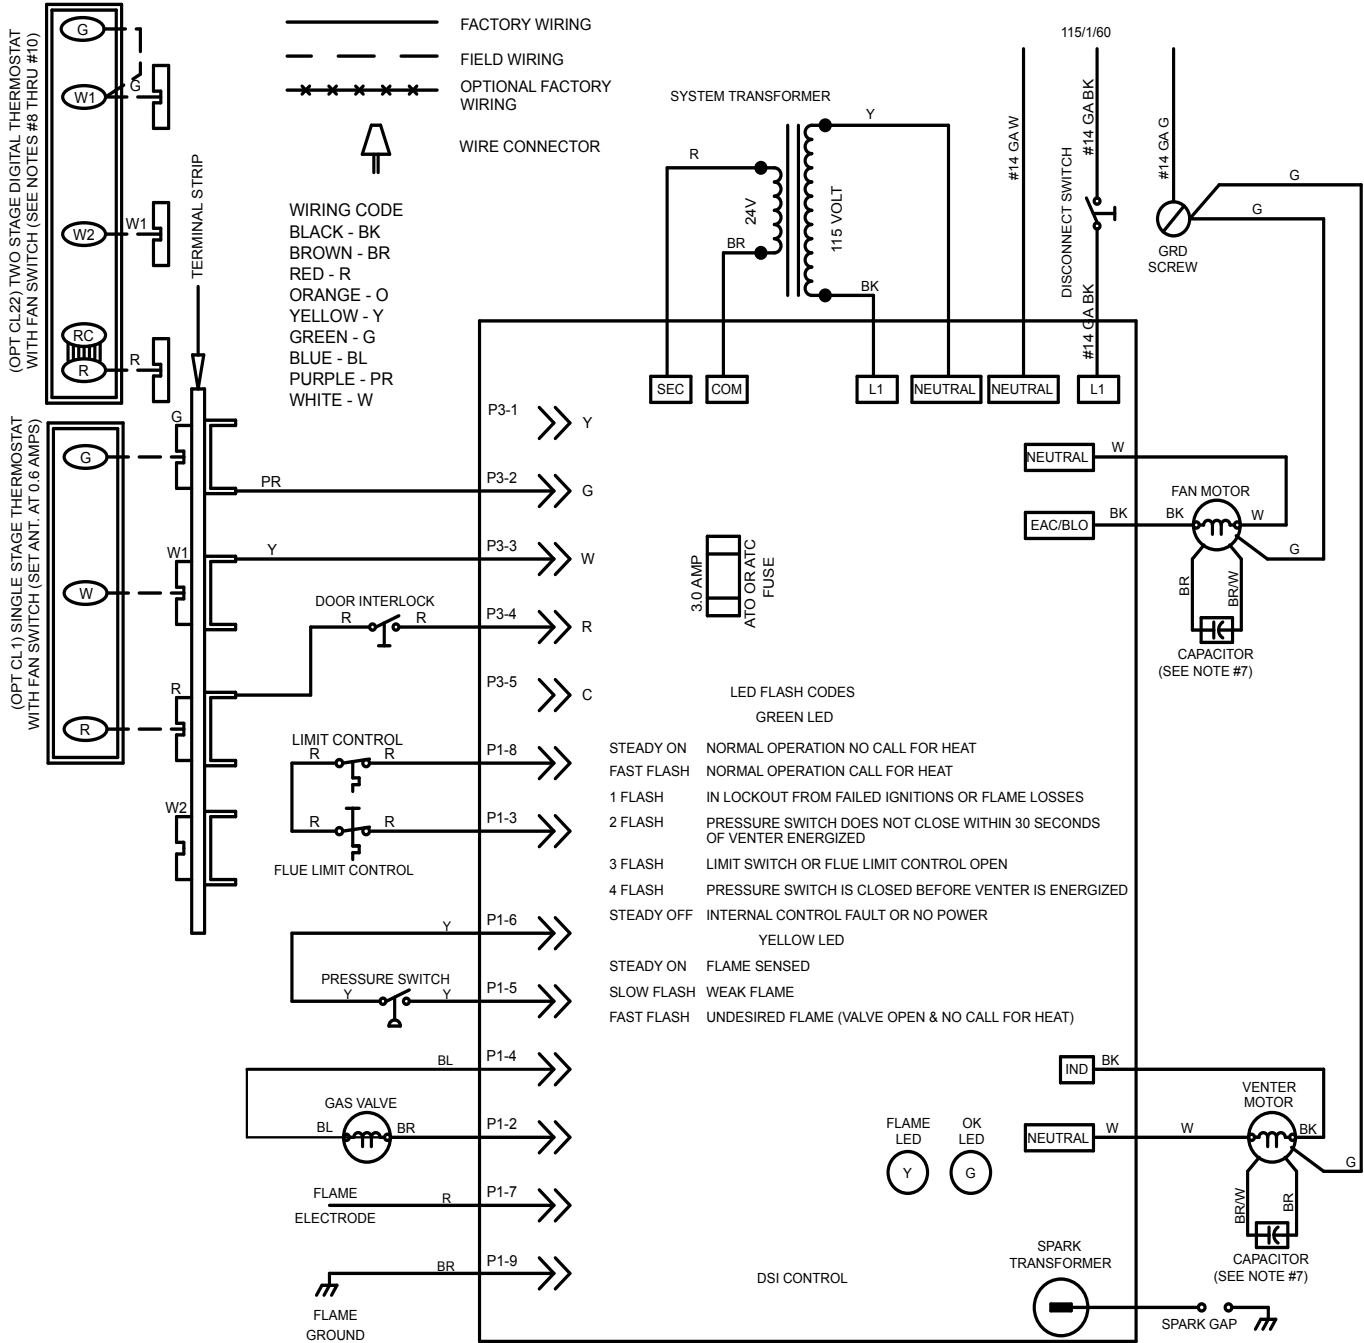 (OPT CL22) TWO STAGE DIGITAL THERMOSTAT
WITH FAN SWITCH (SEE NOTES #8 THRU #10)
G
G
W1
W2
W1
RC
R
R
(OPT CL1) SINGLE STAGE THERMOSTAT
WITH FAN SWITCH (SET ANT. AT 0.6 AMPS)
G
W
R
TERMINAL STRIP
G
W1
R
W2
FACTORY WIRING
FIELD WIRING
OPTIONAL FACTORY
WIRING
WIRE CONNECTOR
WIRING CODE
BLACK - BK
BROWN - BR
RED - R
ORANGE - O
YELLOW - Y
GREEN - G
BLUE - BL
PURPLE - PR
WHITE - W
SYSTEM TRANSFORMER
R
BR
24V
115 VOLT
Y
BK
115/1/60
#14 GA W
DISCONNECT SWITCH
#14 GA BK
#14 GA BK
#14 GA G
GRD
SCREW
G
G
SEC
COM
L1
NEUTRAL
NEUTRAL
L1
P3-1
Y
PR
P3-2
G
Y
P3-3
W
DOOR INTERLOCK
R
R
P3-4
R
P3-5
C
LIMIT CONTROL
R
R
P1-8
R
R
P1-3
FLUE LIMIT CONTROL
Y
P1-6
PRESSURE SWITCH
Y
Y
P1-5
BL
P1-4
GAS VALVE
BL
BR
P1-2
FLAME
ELECTRODE
R
P1-7
BR
P1-9
FLAME
GROUND
3.0 AMP
ATO OR ATC
FUSE
NEUTRAL
W
FAN MOTOR
EAC/BLO
BK
BK
W
G
BR
BR/W
CAPACITOR
(SEE NOTE #7)
LED FLASH CODES
GREEN LED
STEADY ON NORMAL OPERATION NO CALL FOR HEAT
FAST FLASH NORMAL OPERATION CALL FOR HEAT
1 FLASH IN LOCKOUT FROM FAILED IGNITIONS OR FLAME LOSSES
2 FLASH PRESSURE SWITCH DOES NOT CLOSE WITHIN 30 SECONDS
OF VENTER ENERGIZED
3 FLASH LIMIT SWITCH OR FLUE LIMIT CONTROL OPEN
4 FLASH PRESSURE SWITCH IS CLOSED BEFORE VENTER IS ENERGIZED
STEADY OFF INTERNAL CONTROL FAULT OR NO POWER
YELLOW LED
STEADY ON FLAME SENSED
SLOW FLASH WEAK FLAME
FAST FLASH UNDESIRED FLAME (VALVE OPEN & NO CALL FOR HEAT)
IND
BK
VENTER
MOTOR
NEUTRAL
W
W
BK
G
BR/W
BR
CAPACITOR
(SEE NOTE #7)
FLAME
LED
Y
OK
LED
G
DSI CONTROL
SPARK
TRANSFORMER
SPARK GAP